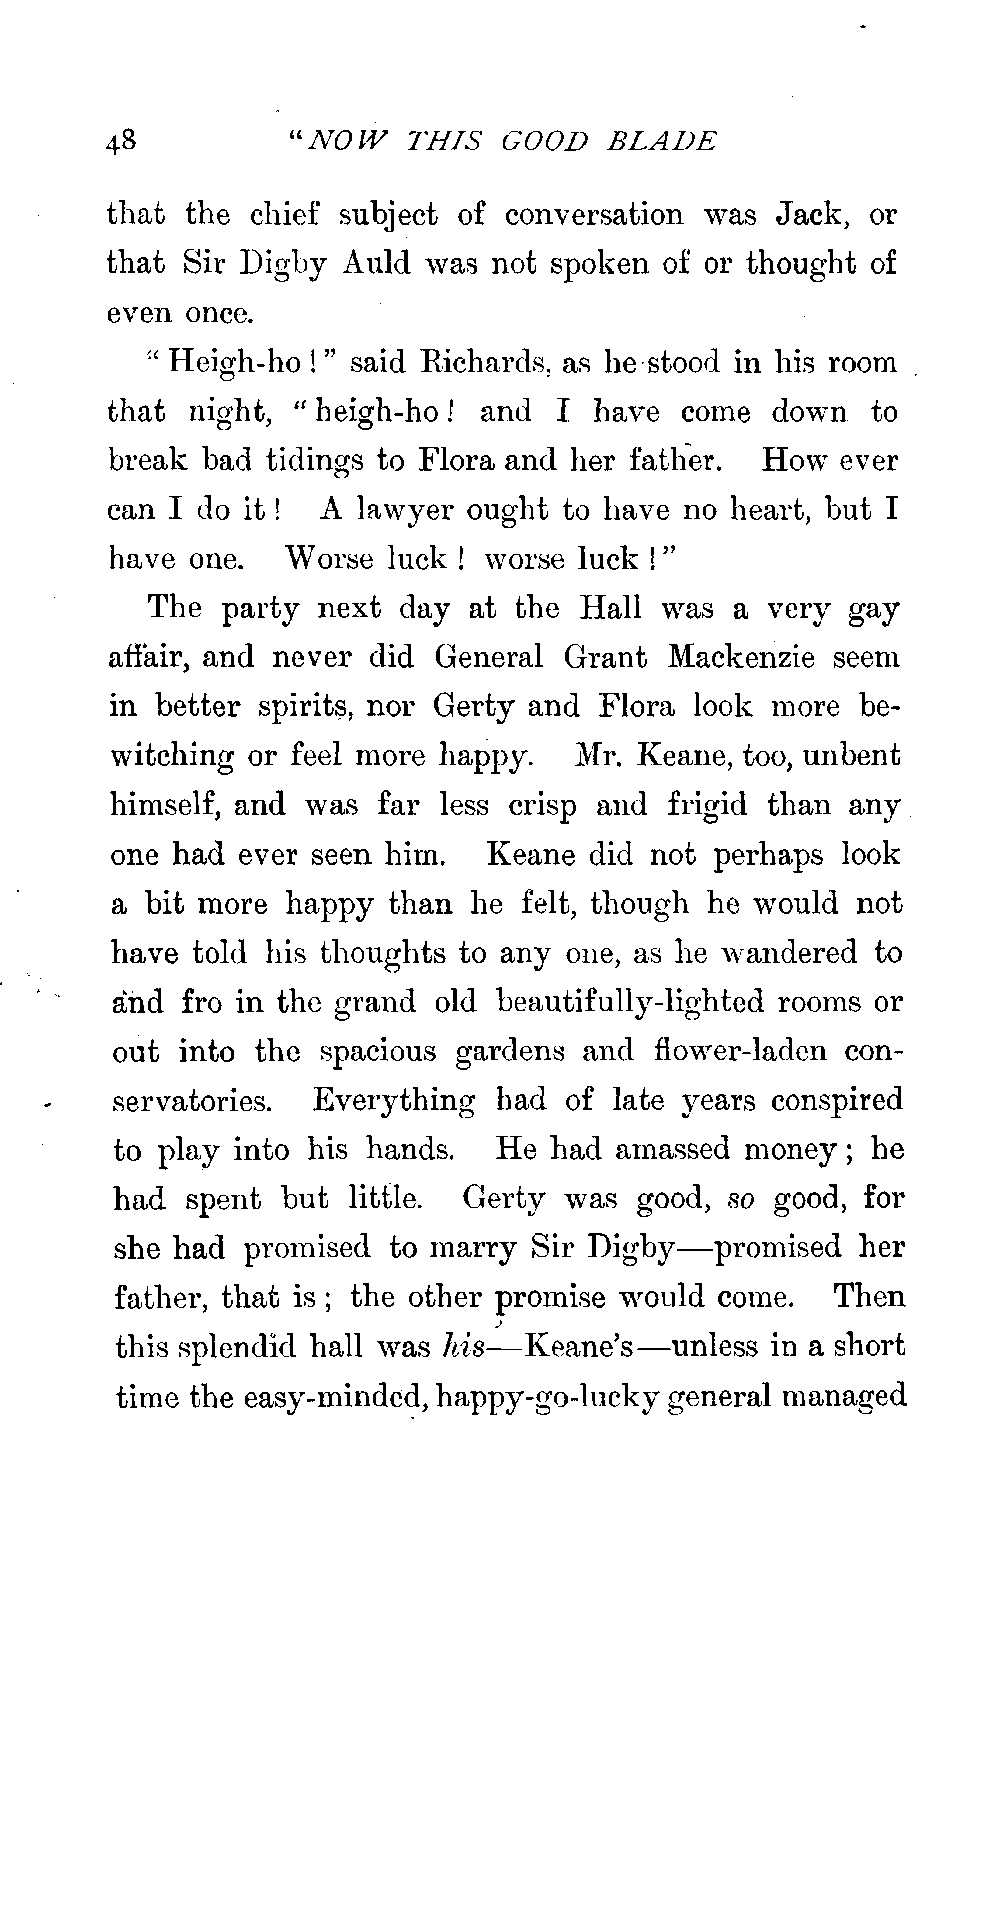 48 "NOW THIS GOOD BLADE
that the chief subject of conversation was Jack, or
that Sir Digby Auld was not spoken of or thought of
even once.
"Heigh-ho!" said Richards, as he stood in his room
that night, "heigh-ho! and I have come down to
break bad tidings to Flora and her father. How ever
can I do it! A lawyer ought to have no heart, but I
have one. Worse luck! worse luck!"
The party next day at the Hall was a very gay
affair, and never did General Grant Mackenzie seem
in better spirits, nor Gerty and Flora look more be-
witching or feel more happy. Mr. Keane, too, unbent
himself, and was far less crisp and frigid than any
one had ever seen him. Keane did not perhaps look
a bit more happy than he felt, though he would not
have told his thoughts to any one, as he wandered to
and fro in the grand old beautifully-lighted rooms or
out into the spacious gardens and flower-laden con-
servatories. Everything had of late years conspired
to play into his hands. He had amassed money; he
had spent but little. Gerty was good, so good, for
she had promised to marry Sir Digby—promised her
father, that is; the other promise would come. Then
this splendid hall was his—Keane's—unless in a short
time the easy-minded, happy-go-lucky general managed